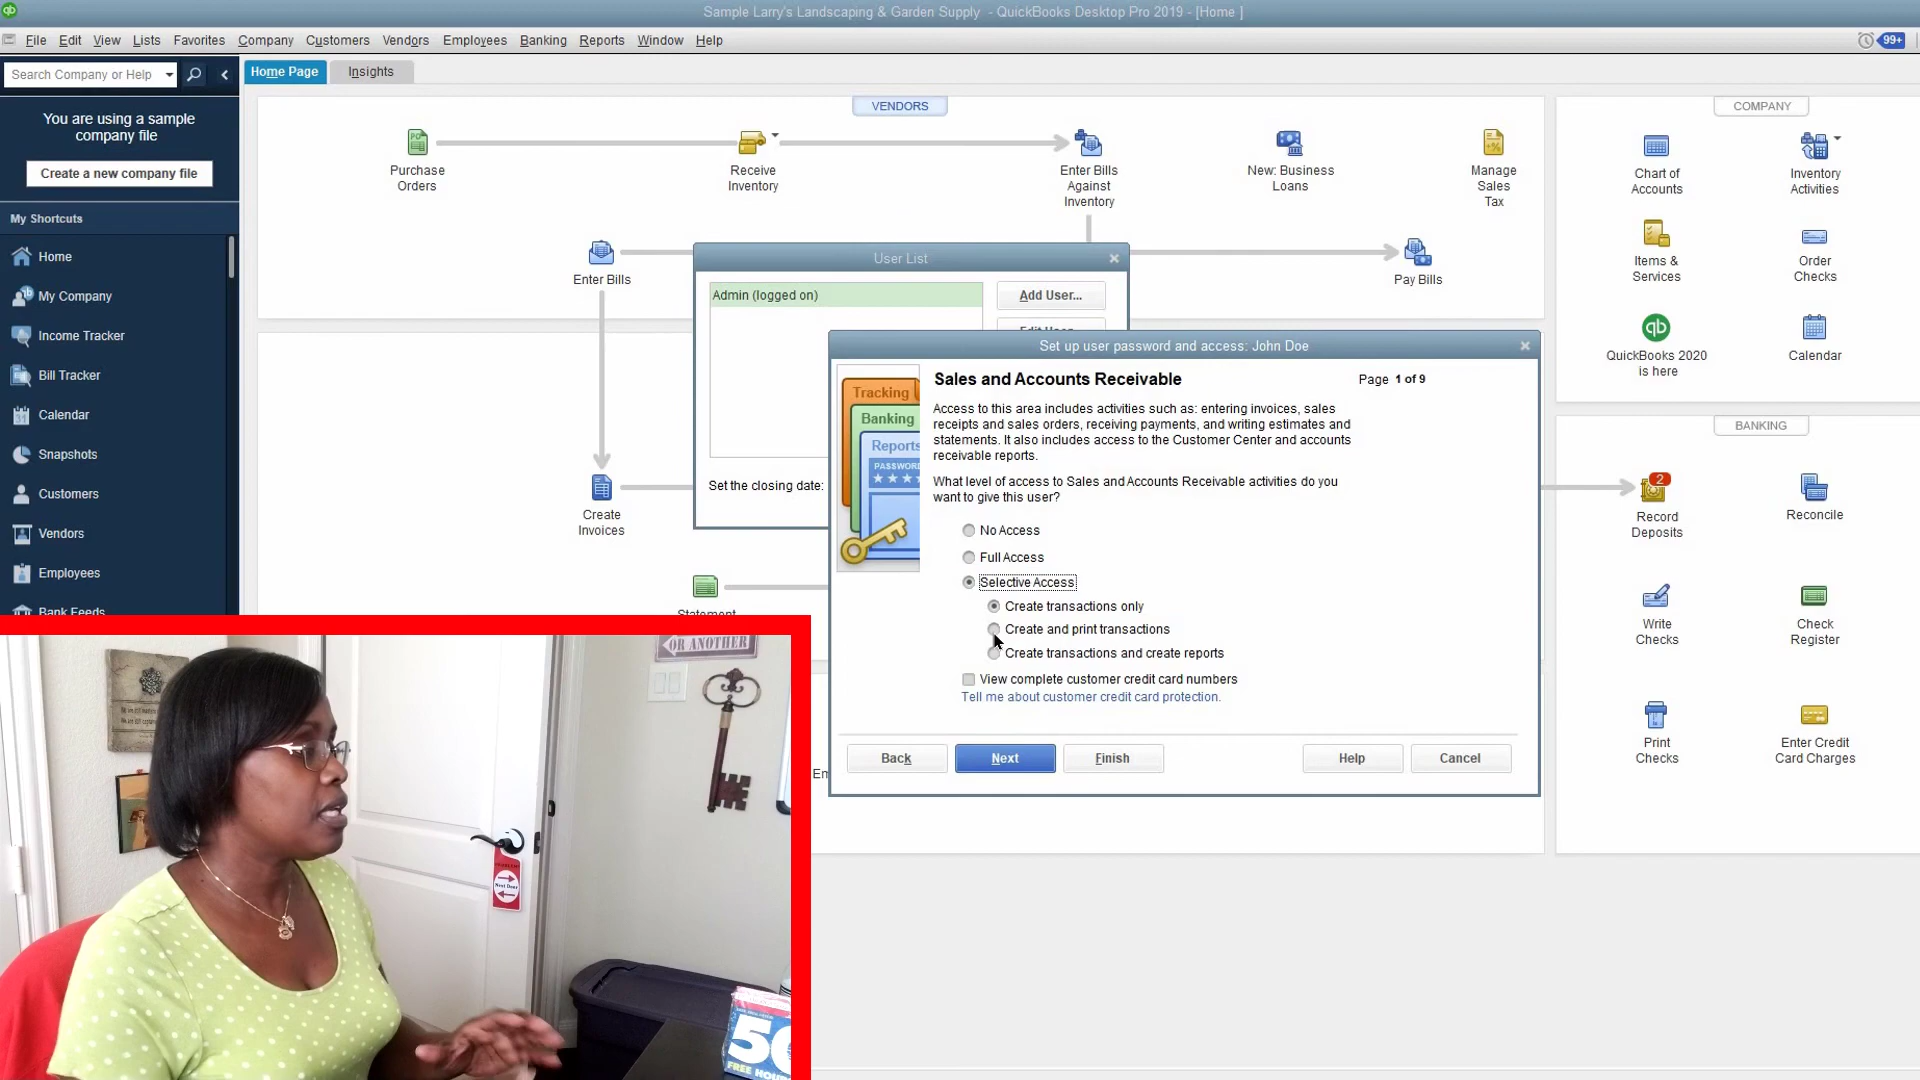 Sample Larry's Landscaping & Garden Supply - QuickBooks Desktop Pro 2019 - [Home ]
File Edit View Lists Favorites Company Customers Vendors Employees Banking Reports Window Help
99+
Search Company or Help
Home Page
Insights
You are using a sample
company file
Create a new company file
My Shortcuts
Home
My Company
Income Tracker
Bill Tracker
Calendar
Snapshots
Customers
Vendors
Employees
Bank Feeds
VENDORS
Purchase
Orders
Receive
Inventory
Enter Bills
Against
Inventory
New: Business
Loans
Manage
Sales
Tax
Enter Bills
Pay Bills
Create
Invoices
Statement
COMPANY
Chart of
Accounts
Inventory
Activities
Items &
Services
Order
Checks
qb
QuickBooks 2020
is here
Calendar
BANKING
2
Record
Deposits
Reconcile
Write
Checks
Check
Register
Print
Checks
Enter Credit
Card Charges
User List
Admin (logged on)
Add User...
Edit User...
Set the closing date:
Set up user password and access: John Doe
Tracking
Banking
Reports
PASSWORD
Sales and Accounts Receivable
Page 1 of 9
Access to this area includes activities such as: entering invoices, sales
receipts and sales orders, receiving payments, and writing estimates and
statements. It also includes access to the Customer Center and accounts
receivable reports.
What level of access to Sales and Accounts Receivable activities do you
want to give this user?
No Access
Full Access
Selective Access
Create transactions only
Create and print transactions
Create transactions and create reports
View complete customer credit card numbers
Tell me about customer credit card protection.
Back
Next
Finish
Help
Cancel
Em
OR ANOTHER
Next Door
50
FREE HOU